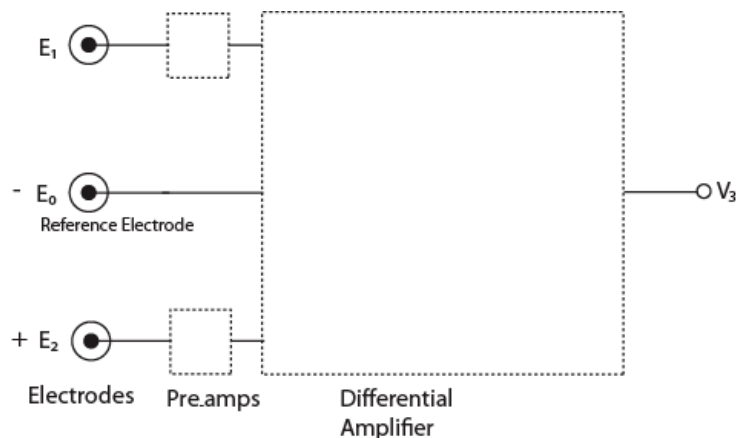 E₁
- E₀
Reference Electrode
V₃
+ E₂
Electrodes
Pre.amps
Differential
Amplifier